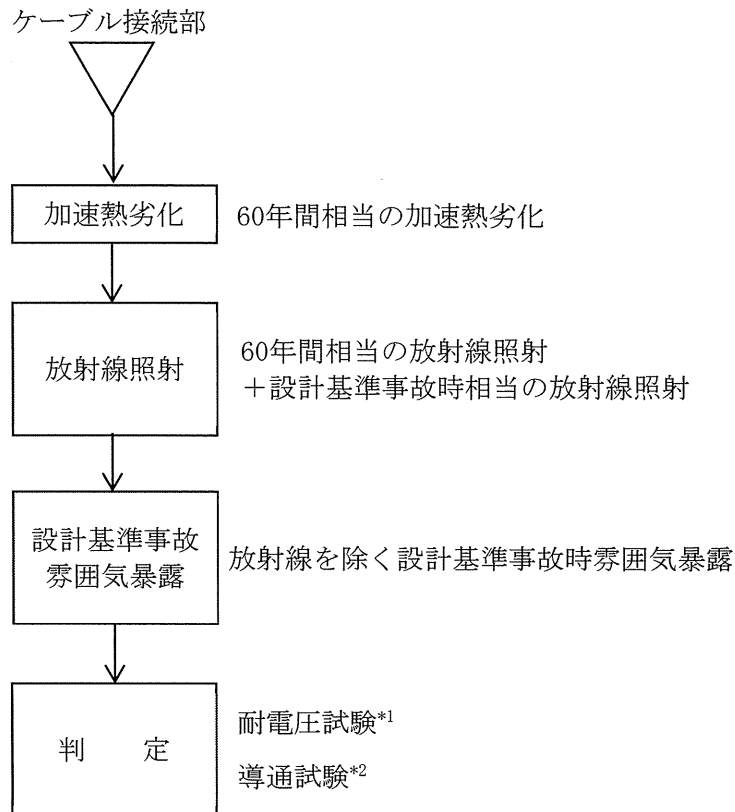 ケーブル接続部
加速熱劣化
60年間相当の加速熱劣化
放射線照射
60年間相当の放射線照射
＋設計基準事故時相当の放射線照射
設計基準事故
雰囲気暴露
放射線を除く設計基準事故時雰囲気暴露
判　　定
耐電圧試験*1
導通試験*2